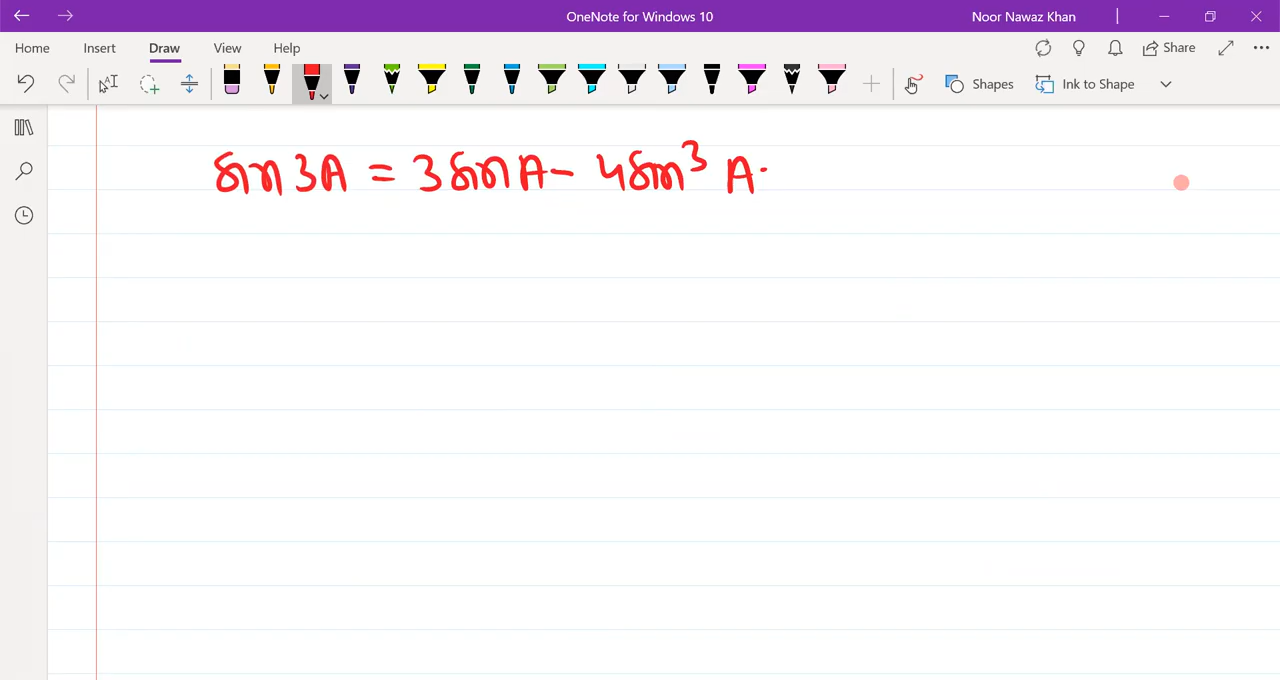 OneNote for Windows 10
Noor Nawaz Khan
Home Insert Draw View Help
Share
Shapes
Ink to Shape
sin 3A = 3 sin A - 4 sin³ A.